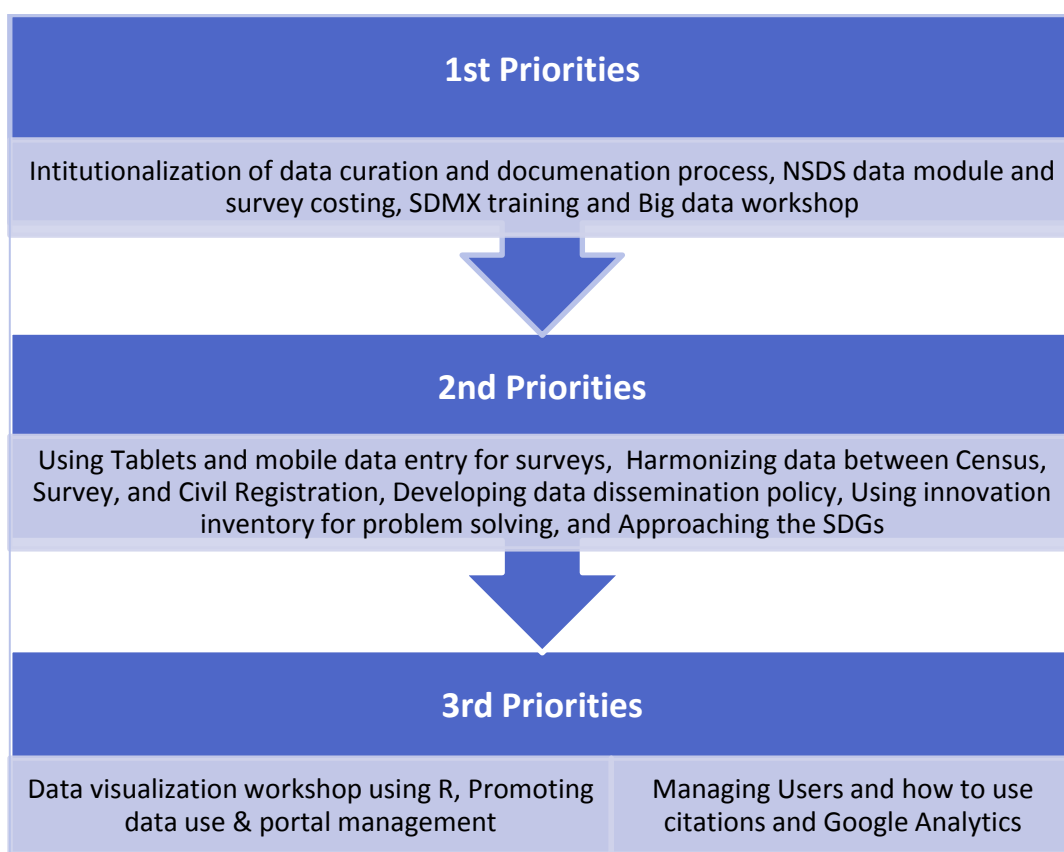 1st Priorities
Intitutionalization of data curation and documenation process, NSDS data module and
survey costing, SDMX training and Big data workshop
2nd Priorities
Using Tablets and mobile data entry for surveys, Harmonizing data between Census,
Survey, and Civil Registration, Developing data dissemination policy, Using innovation
inventory for problem solving, and Approaching the SDGs
3rd Priorities
Data visualization workshop using R, Promoting
data use & portal management
Managing Users and how to use
citations and Google Analytics